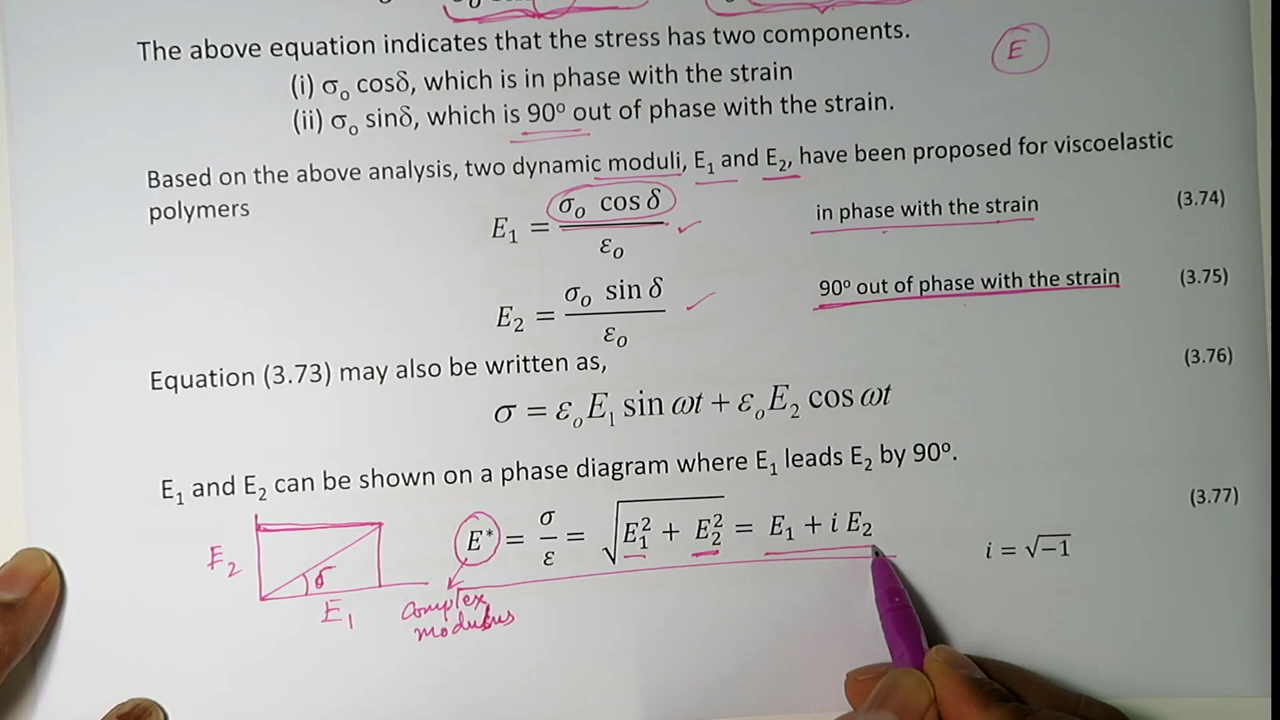 The above equation indicates that the stress has two components.
E
(i) σo cosδ, which is in phase with the strain
(ii) σo sinδ, which is 90º out of phase with the strain.
Based on the above analysis, two dynamic moduli, E1 and E2, have been proposed for viscoelastic
polymers
E1 = σo cos δ / εo in phase with the strain (3.74)
E2 = σo sin δ / εo 90º out of phase with the strain (3.75)
Equation (3.73) may also be written as, (3.76)
σ = εoE1 sin ωt + εoE2 cos ωt
E1 and E2 can be shown on a phase diagram where E1 leads E2 by 90º.
(3.77)
E* = σ / ε = √(E1² + E2²) = E1 + i E2 i = √−1
E2
δ
E1
Complex
modulus